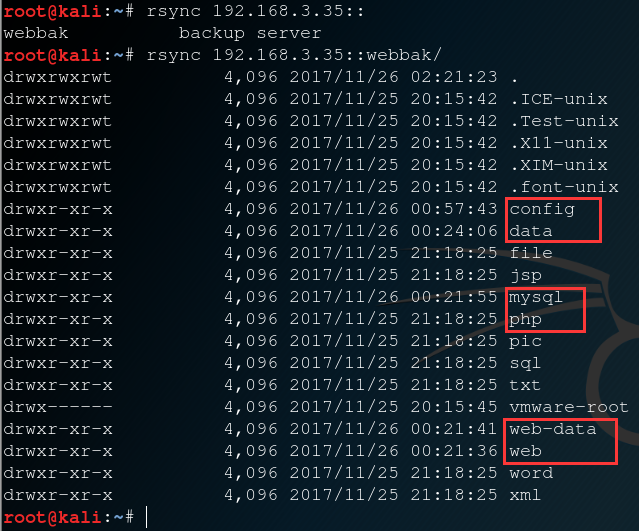 root@kali:~# rsync 192.168.3.35::
webbak          backup server
root@kali:~# rsync 192.168.3.35::webbak/
drwxrwxrwt          4,096 2017/11/26 02:21:23 .
drwxrwxrwt          4,096 2017/11/25 20:15:42 .ICE-unix
drwxrwxrwt          4,096 2017/11/25 20:15:42 .Test-unix
drwxrwxrwt          4,096 2017/11/25 20:15:42 .X11-unix
drwxrwxrwt          4,096 2017/11/25 20:15:42 .XIM-unix
drwxrwxrwt          4,096 2017/11/25 20:15:42 .font-unix
drwxr-xr-x          4,096 2017/11/26 00:57:43 config
drwxr-xr-x          4,096 2017/11/26 00:24:06 data
drwxr-xr-x          4,096 2017/11/25 21:18:25 file
drwxr-xr-x          4,096 2017/11/25 21:18:25 jsp
drwxr-xr-x          4,096 2017/11/26 00:21:55 mysql
drwxr-xr-x          4,096 2017/11/25 21:18:25 php
drwxr-xr-x          4,096 2017/11/25 21:18:25 pic
drwxr-xr-x          4,096 2017/11/25 21:18:25 sql
drwxr-xr-x          4,096 2017/11/25 21:18:25 txt
drwx------          4,096 2017/11/25 20:15:45 vmware-root
drwxr-xr-x          4,096 2017/11/26 00:21:41 web-data
drwxr-xr-x          4,096 2017/11/26 00:21:36 web
drwxr-xr-x          4,096 2017/11/25 21:18:25 word
drwxr-xr-x          4,096 2017/11/25 21:18:25 xml
root@kali:~#